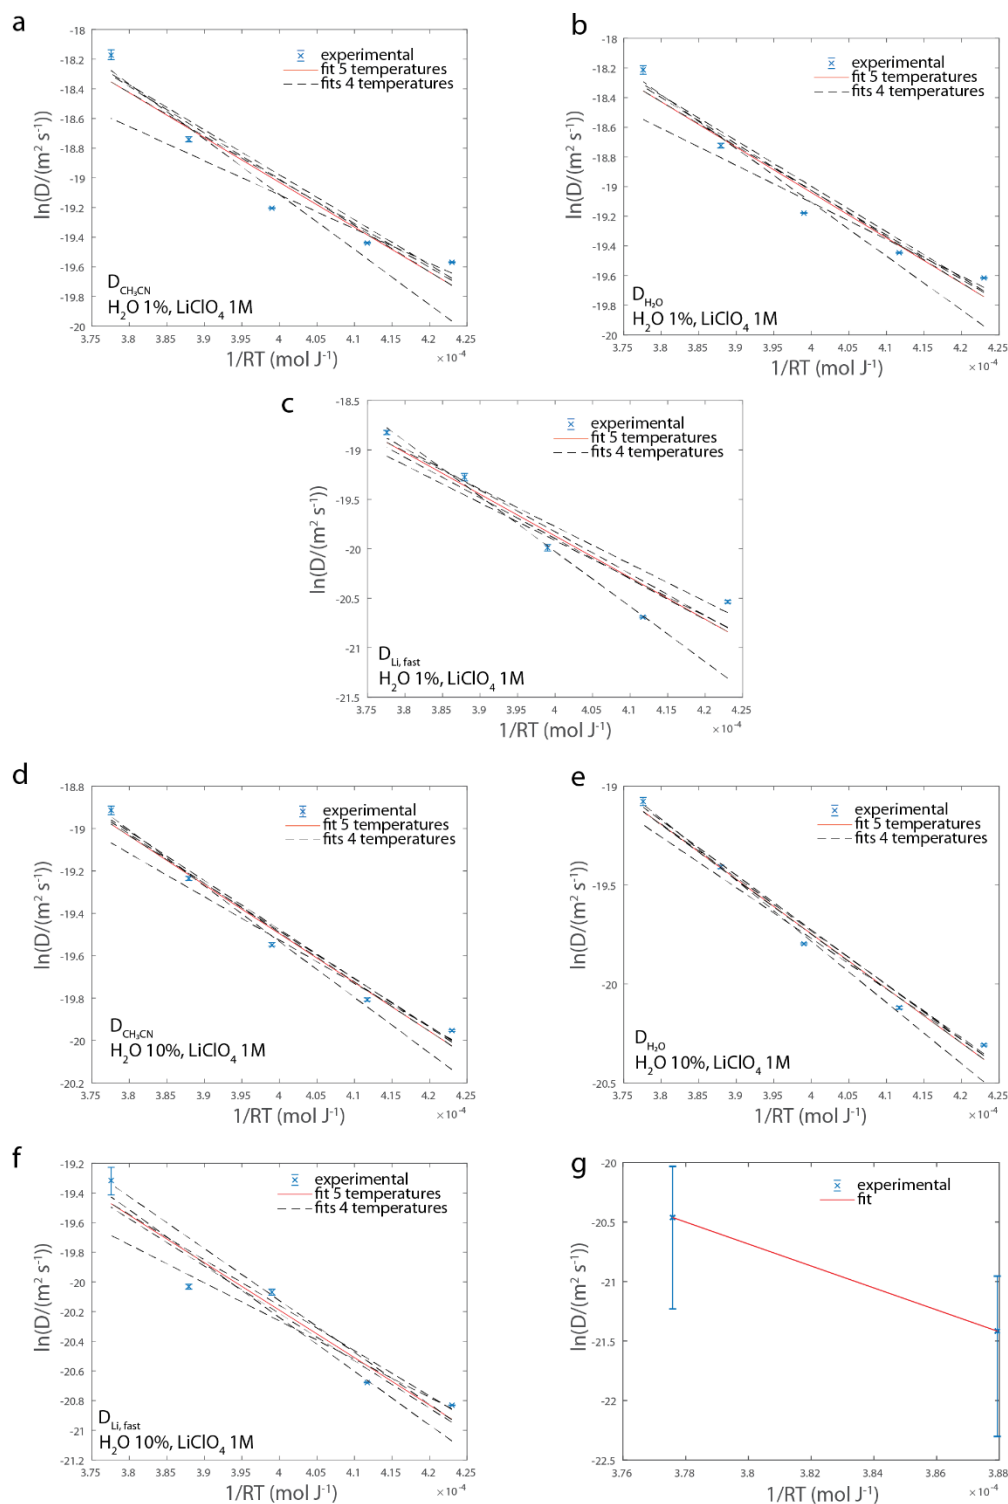 a
-18
-18.2
-18.4
-18.6
-18.8
-19
-19.2
-19.4
-19.6
-19.8
-20
ln(D/(m² s⁻¹))
experimental
fit 5 temperatures
fits 4 temperatures
D_CH₃CN
H₂O 1%, LiClO₄ 1M
3.75 3.8 3.85 3.9 3.95 4 4.05 4.1 4.15 4.2 4.25
×10⁻⁴
1/RT (mol J⁻¹)
b
-18
-18.2
-18.4
-18.6
-18.8
-19
-19.2
-19.4
-19.6
-19.8
-20
ln(D/(m² s⁻¹))
experimental
fit 5 temperatures
fits 4 temperatures
D_H₂O
H₂O 1%, LiClO₄ 1M
3.75 3.8 3.85 3.9 3.95 4 4.05 4.1 4.15 4.2 4.25
×10⁻⁴
1/RT (mol J⁻¹)
c
-18.5
-19
-19.5
-20
-20.5
-21
-21.5
ln(D/(m² s⁻¹))
experimental
fit 5 temperatures
fits 4 temperatures
D_Li, fast
H₂O 1%, LiClO₄ 1M
3.75 3.8 3.85 3.9 3.95 4 4.05 4.1 4.15 4.2 4.25
×10⁻⁴
1/RT (mol J⁻¹)
d
-18.8
-19
-19.2
-19.4
-19.6
-19.8
-20
-20.2
ln(D/(m² s⁻¹))
experimental
fit 5 temperatures
fits 4 temperatures
D_CH₃CN
H₂O 10%, LiClO₄ 1M
3.75 3.8 3.85 3.9 3.95 4 4.05 4.1 4.15 4.2 4.25
×10⁻⁴
1/RT (mol J⁻¹)
e
-19
-19.5
-20
-20.5
ln(D/(m² s⁻¹))
experimental
fit 5 temperatures
fits 4 temperatures
D_H₂O
H₂O 10%, LiClO₄ 1M
3.75 3.8 3.85 3.9 3.95 4 4.05 4.1 4.15 4.2 4.25
×10⁻⁴
1/RT (mol J⁻¹)
f
-19.2
-19.4
-19.6
-19.8
-20
-20.2
-20.4
-20.6
-20.8
-21
-21.2
ln(D/(m² s⁻¹))
experimental
fit 5 temperatures
fits 4 temperatures
D_Li, fast
H₂O 10%, LiClO₄ 1M
3.75 3.8 3.85 3.9 3.95 4 4.05 4.1 4.15 4.2 4.25
×10⁻⁴
1/RT (mol J⁻¹)
g
-20
-20.5
-21
-21.5
-22
-22.5
ln(D/(m² s⁻¹))
experimental
fit
3.76 3.78 3.8 3.82 3.84 3.86 3.88
×10⁻⁴
1/RT (mol J⁻¹)